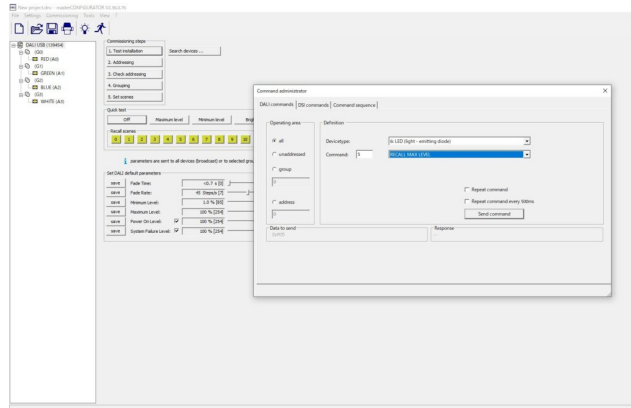 New project.dcu - masterCONFIGURATOR
File Settings Commissioning Tools View ?
DALI USB (129454)
(G0)
RED (A0)
(G1)
GREEN (A1)
(G2)
BLUE (A2)
(G3)
WHITE (A3)
Commissioning steps
1. Test installation
Search devices ...
2. Addressing
3. Check addressing
4. Grouping
5. Set scenes
Quick test
Off Maximum level Minimum level
Recall scenes
0 1 2 3 4 5 6 7 8 9 10
parameters are sent to all devices (broadcast) or to selected
Set DALI default parameters
save Fade Time: <0.7 s [0]
save Fade Rate: 45 Steps/s [7]
save Minimum Level: 1.0 % [85]
save Maximum Level: 100 % [254]
save Power On Level: 100 % [254]
save System Failure Level: 100 % [254]
Command administrator
DALI commands DSI commands Command sequence
Operating area
all
unaddressed
group
0
address
0
Definition
Devicetype: 6: LED (light - emitting diode)
Command: 5 RECALL MAX LEVEL
Repeat command
Repeat command every 500ms
Send command
Data to send
Response